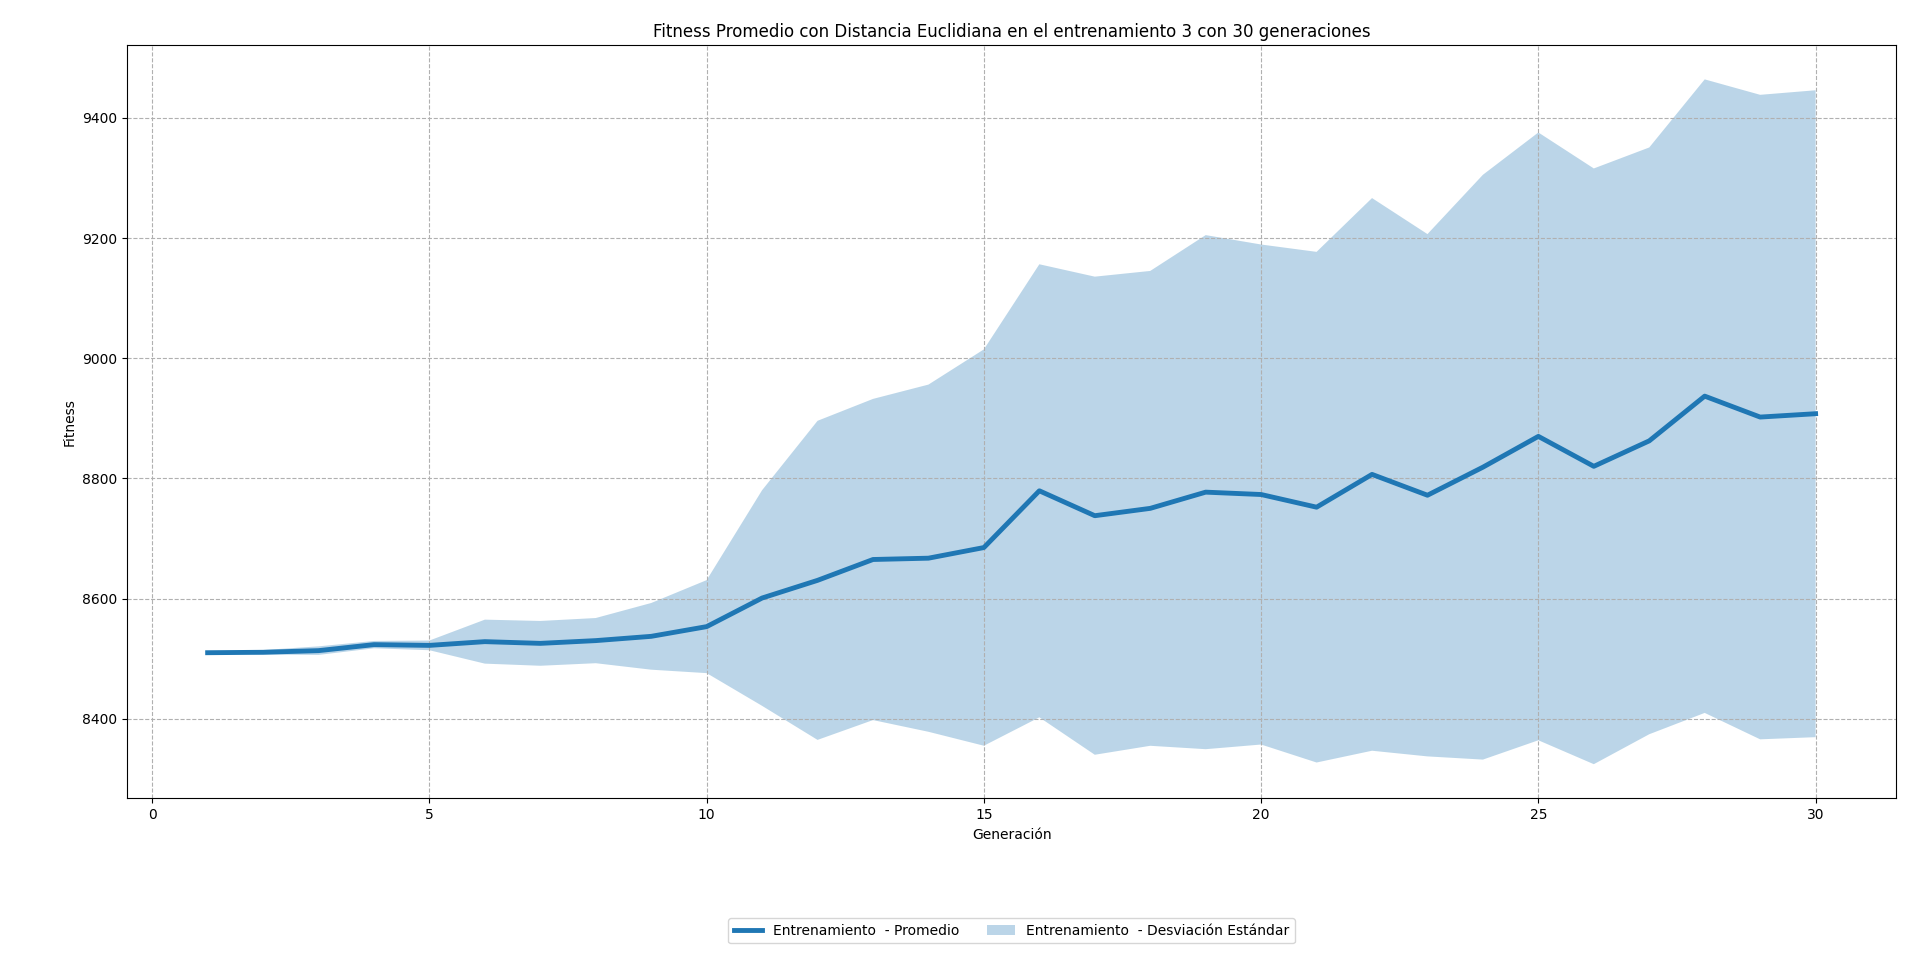 Fitness Promedio con Distancia Euclidiana en el entrenamiento 3 con 30 generaciones
9400
9200
9000
8800
8600
8400
Fitness
0 5 10 15 20 25 30
Generación
Entrenamiento - Promedio Entrenamiento - Desviación Estándar